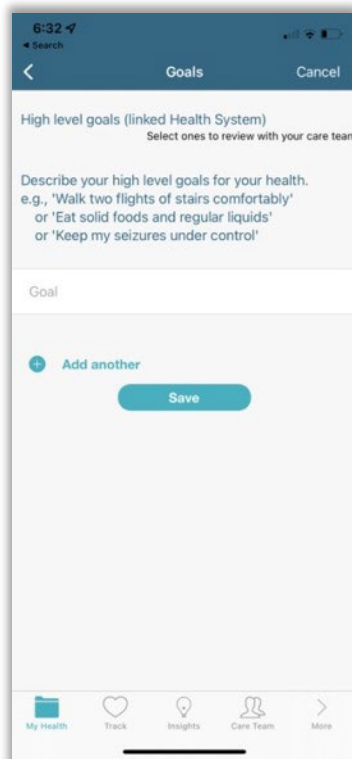 6:32
Search
Goals
Cancel
High level goals (linked Health System)
Select ones to review with your care team
Describe your high level goals for your health.
e.g., 'Walk two flights of stairs comfortably'
or 'Eat solid foods and regular liquids'
or 'Keep my seizures under control'
Goal
Add another
Save
My Health
Track
Insights
Care Team
More